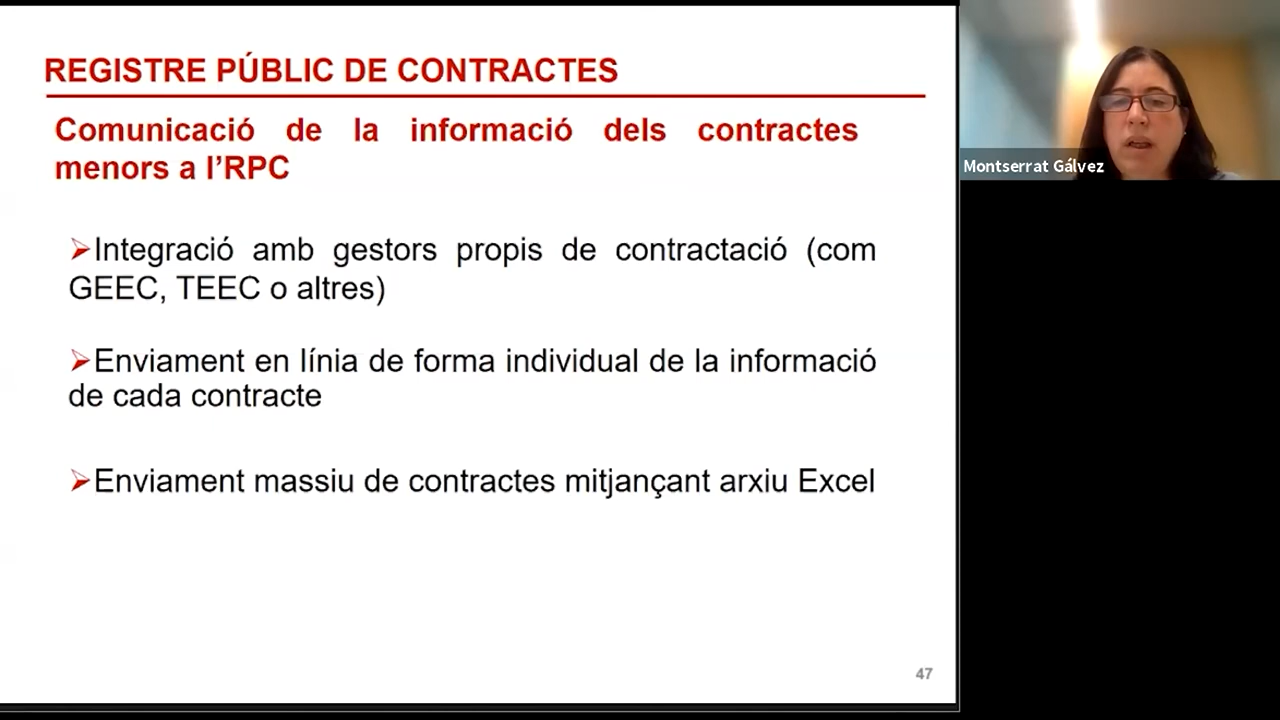 REGISTRE PÚBLIC DE CONTRACTES
Comunicació de la informació dels contractes
menors a l'RPC
Integració amb gestors propis de contractació (com
GEEC, TEEC o altres)
Enviament en línia de forma individual de la informació
de cada contracte
Enviament massiu de contractes mitjançant arxiu Excel
47
Montserrat Gálvez